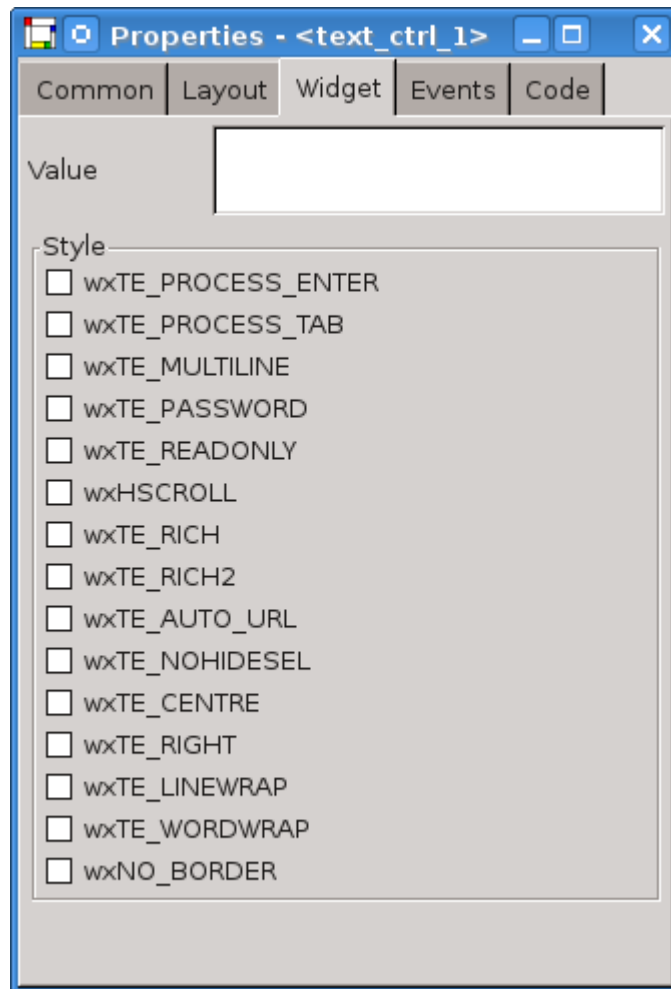 Properties - <text_ctrl_1>
Common Layout Widget Events Code
Value
Style
wxTE_PROCESS_ENTER
wxTE_PROCESS_TAB
wxTE_MULTILINE
wxTE_PASSWORD
wxTE_READONLY
wxHSCROLL
wxTE_RICH
wxTE_RICH2
wxTE_AUTO_URL
wxTE_NOHIDESEL
wxTE_CENTRE
wxTE_RIGHT
wxTE_LINEWRAP
wxTE_WORDWRAP
wxNO_BORDER